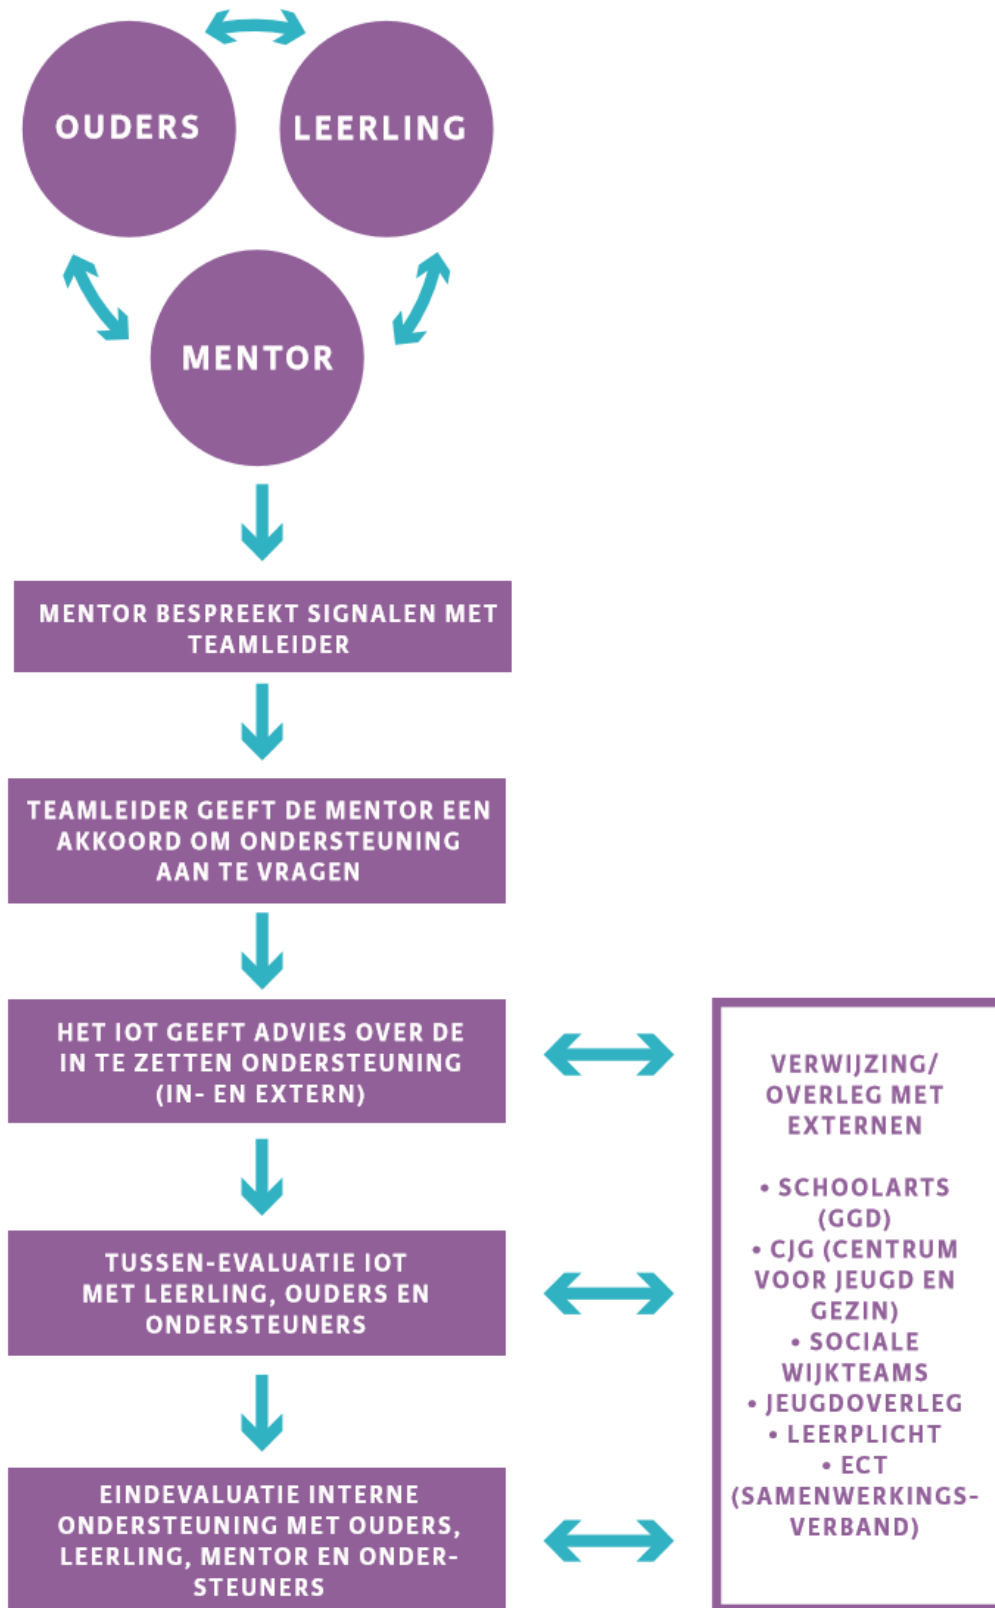 OUDERS
LEERLING
MENTOR
MENTOR BESPREEKT SIGNALEN MET
TEAMLEIDER
TEAMLEIDER GEEFT DE MENTOR EEN
AKKOORD OM ONDERSTEUNING
AAN TE VRAGEN
HET IOT GEEFT ADVIES OVER DE
IN TE ZETTEN ONDERSTEUNING
(IN- EN EXTERN)
TUSSEN-EVALUATIE IOT
MET LEERLING, OUDERS EN
ONDERSTEUNERS
EINDEVALUATIE INTERNE
ONDERSTEUNING MET OUDERS,
LEERLING, MENTOR EN ONDER-
STEUNERS
VERWIJZING/
OVERLEG MET
EXTERNEN
• SCHOOLARTS
(GGD)
• CJG (CENTRUM
VOOR JEUGD EN
GEZIN)
• SOCIALE
WIJKTEAMS
• JEUGDOVERLEG
• LEERPLICHT
• ECT
(SAMENWERKINGS-
VERBAND)